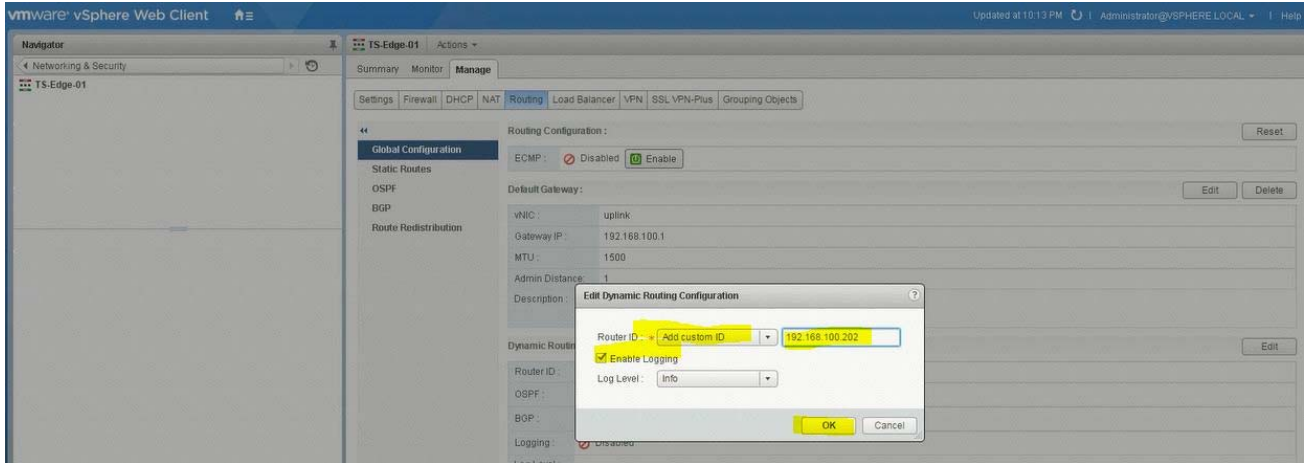 vmware® vSphere Web Client
Updated at 10:13 PM | Administrator@VSPHERE.LOCAL | Help
Navigator
Networking & Security
TS-Edge-01
TS-Edge-01 Actions
Summary Monitor Manage
Settings Firewall DHCP NAT Routing Load Balancer VPN SSL VPN-Plus Grouping Objects
Global Configuration
Static Routes
OSPF
BGP
Route Redistribution
Routing Configuration :
Reset
ECMP : Disabled Enable
Default Gateway :
Edit Delete
vNIC : uplink
Gateway IP : 192.168.100.1
MTU : 1500
Admin Distance: 1
Description :
Edit Dynamic Routing Configuration ?
Router ID : * Add custom ID 192.168.100.202
Enable Logging
Log Level : Info
OK Cancel
Dynamic Routin
Edit
Router ID
OSPF :
BGP :
Logging : Disabled